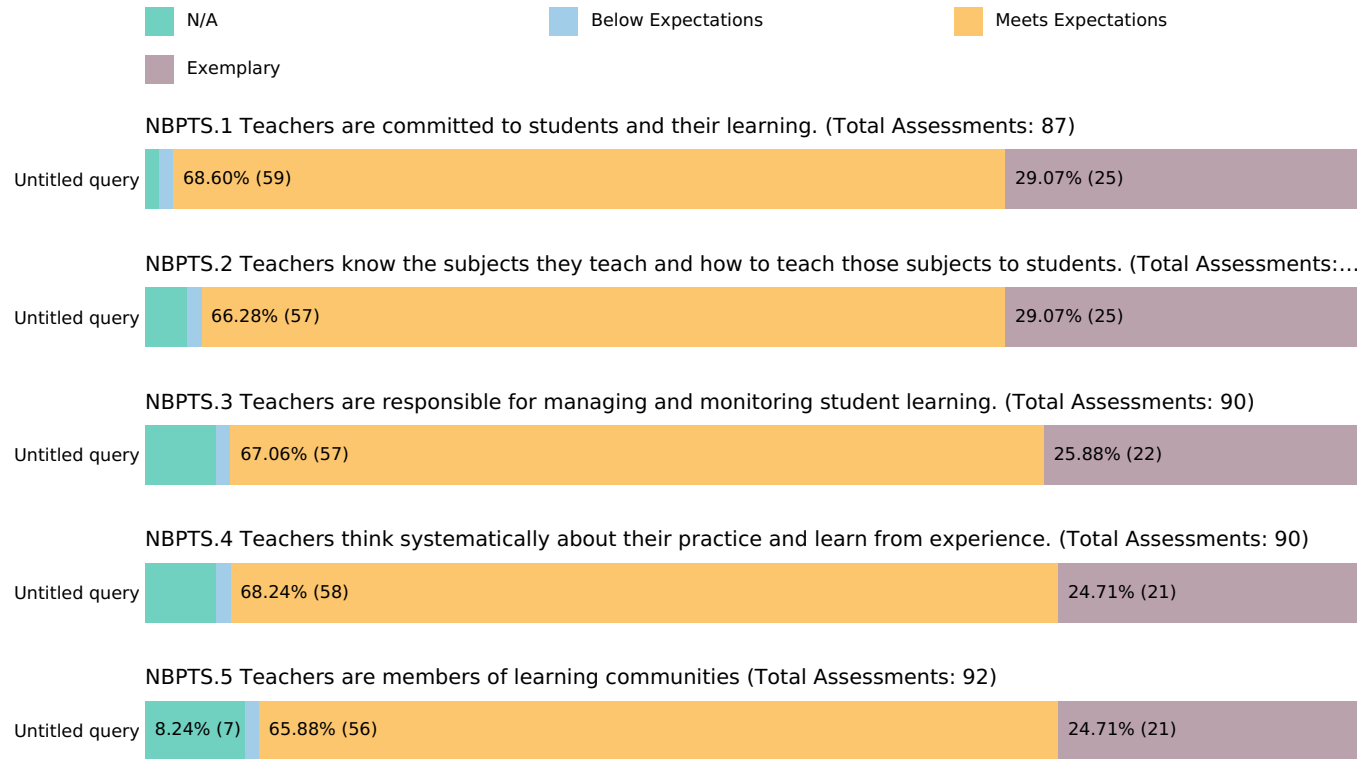 N/A
Below Expectations
Meets Expectations
Exemplary
NBPTS.1 Teachers are committed to students and their learning. (Total Assessments: 87)
Untitled query
68.60% (59)
29.07% (25)
NBPTS.2 Teachers know the subjects they teach and how to teach those subjects to students. (Total Assessments:...
Untitled query
66.28% (57)
29.07% (25)
NBPTS.3 Teachers are responsible for managing and monitoring student learning. (Total Assessments: 90)
Untitled query
67.06% (57)
25.88% (22)
NBPTS.4 Teachers think systematically about their practice and learn from experience. (Total Assessments: 90)
Untitled query
68.24% (58)
24.71% (21)
NBPTS.5 Teachers are members of learning communities (Total Assessments: 92)
Untitled query
8.24% (7)
65.88% (56)
24.71% (21)